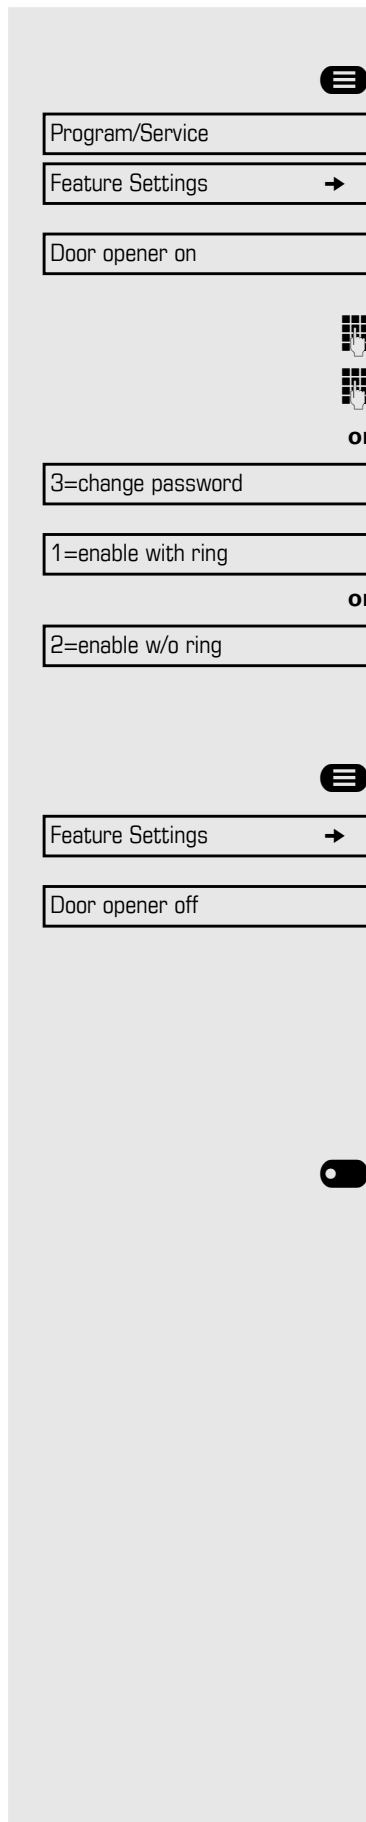 Program/Service
Feature Settings
Door opener on
or
3=change password
1=enable with ring
or
2=enable w/o ring
Feature Settings
Door opener off